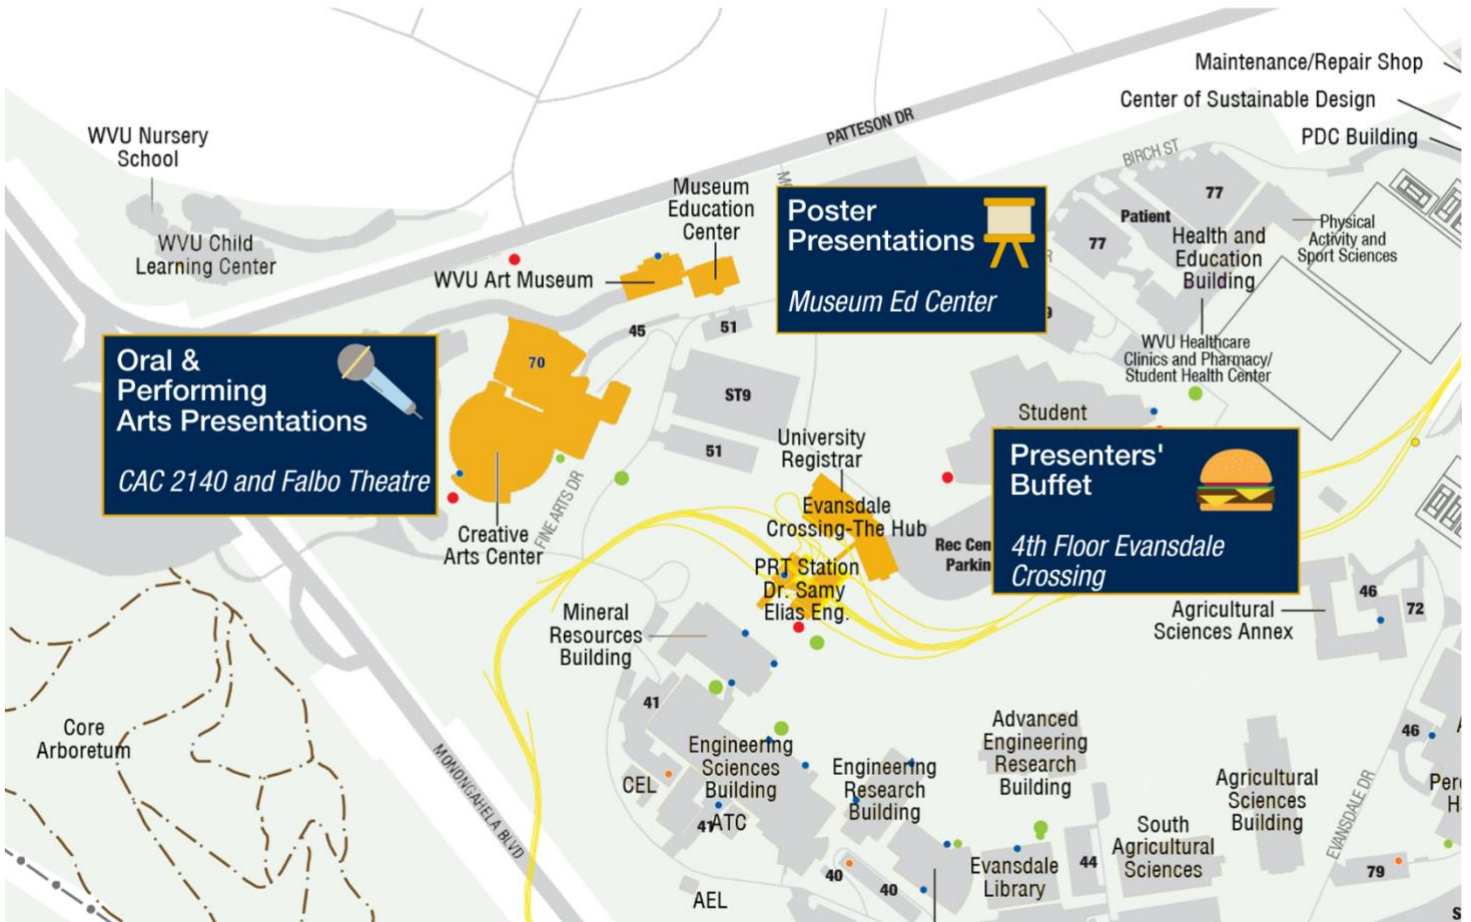 Maintenance/Repair Shop
Center of Sustainable Design
PDC Building
PATTESON DR
BIRCH ST
WVU Nursery
School
WVU Child
Learning Center
Museum
Education
Center
WVU Art Museum
Poster
Presentations
Museum Ed Center
77
Patient
77
Health and
Education
Building
Physical
Activity and
Sport Sciences
WVU Healthcare
Clinics and Pharmacy/
Student Health Center
Oral &
Performing
Arts Presentations
CAC 2140 and Falbo Theatre
45
51
70
ST9
51
Student
University
Registrar
Evansdale
Crossing-The Hub
Rec Cen
Parkin
Presenters'
Buffet
4th Floor Evansdale
Crossing
Creative
Arts Center
FINE ARTS DR
PRT Station
Dr. Samy
Elias Eng.
Mineral
Resources
Building
Agricultural
Sciences Annex
46
72
41
Core
Arboretum
MONONGAHELA BLVD
Engineering
Sciences
Building
CEL
41
ATC
Engineering
Research
Building
Advanced
Engineering
Research
Building
Agricultural
Sciences
Building
46
EVANSDALE DR
South
Agricultural
Sciences
Evansdale
Library
44
40
40
79
AEL